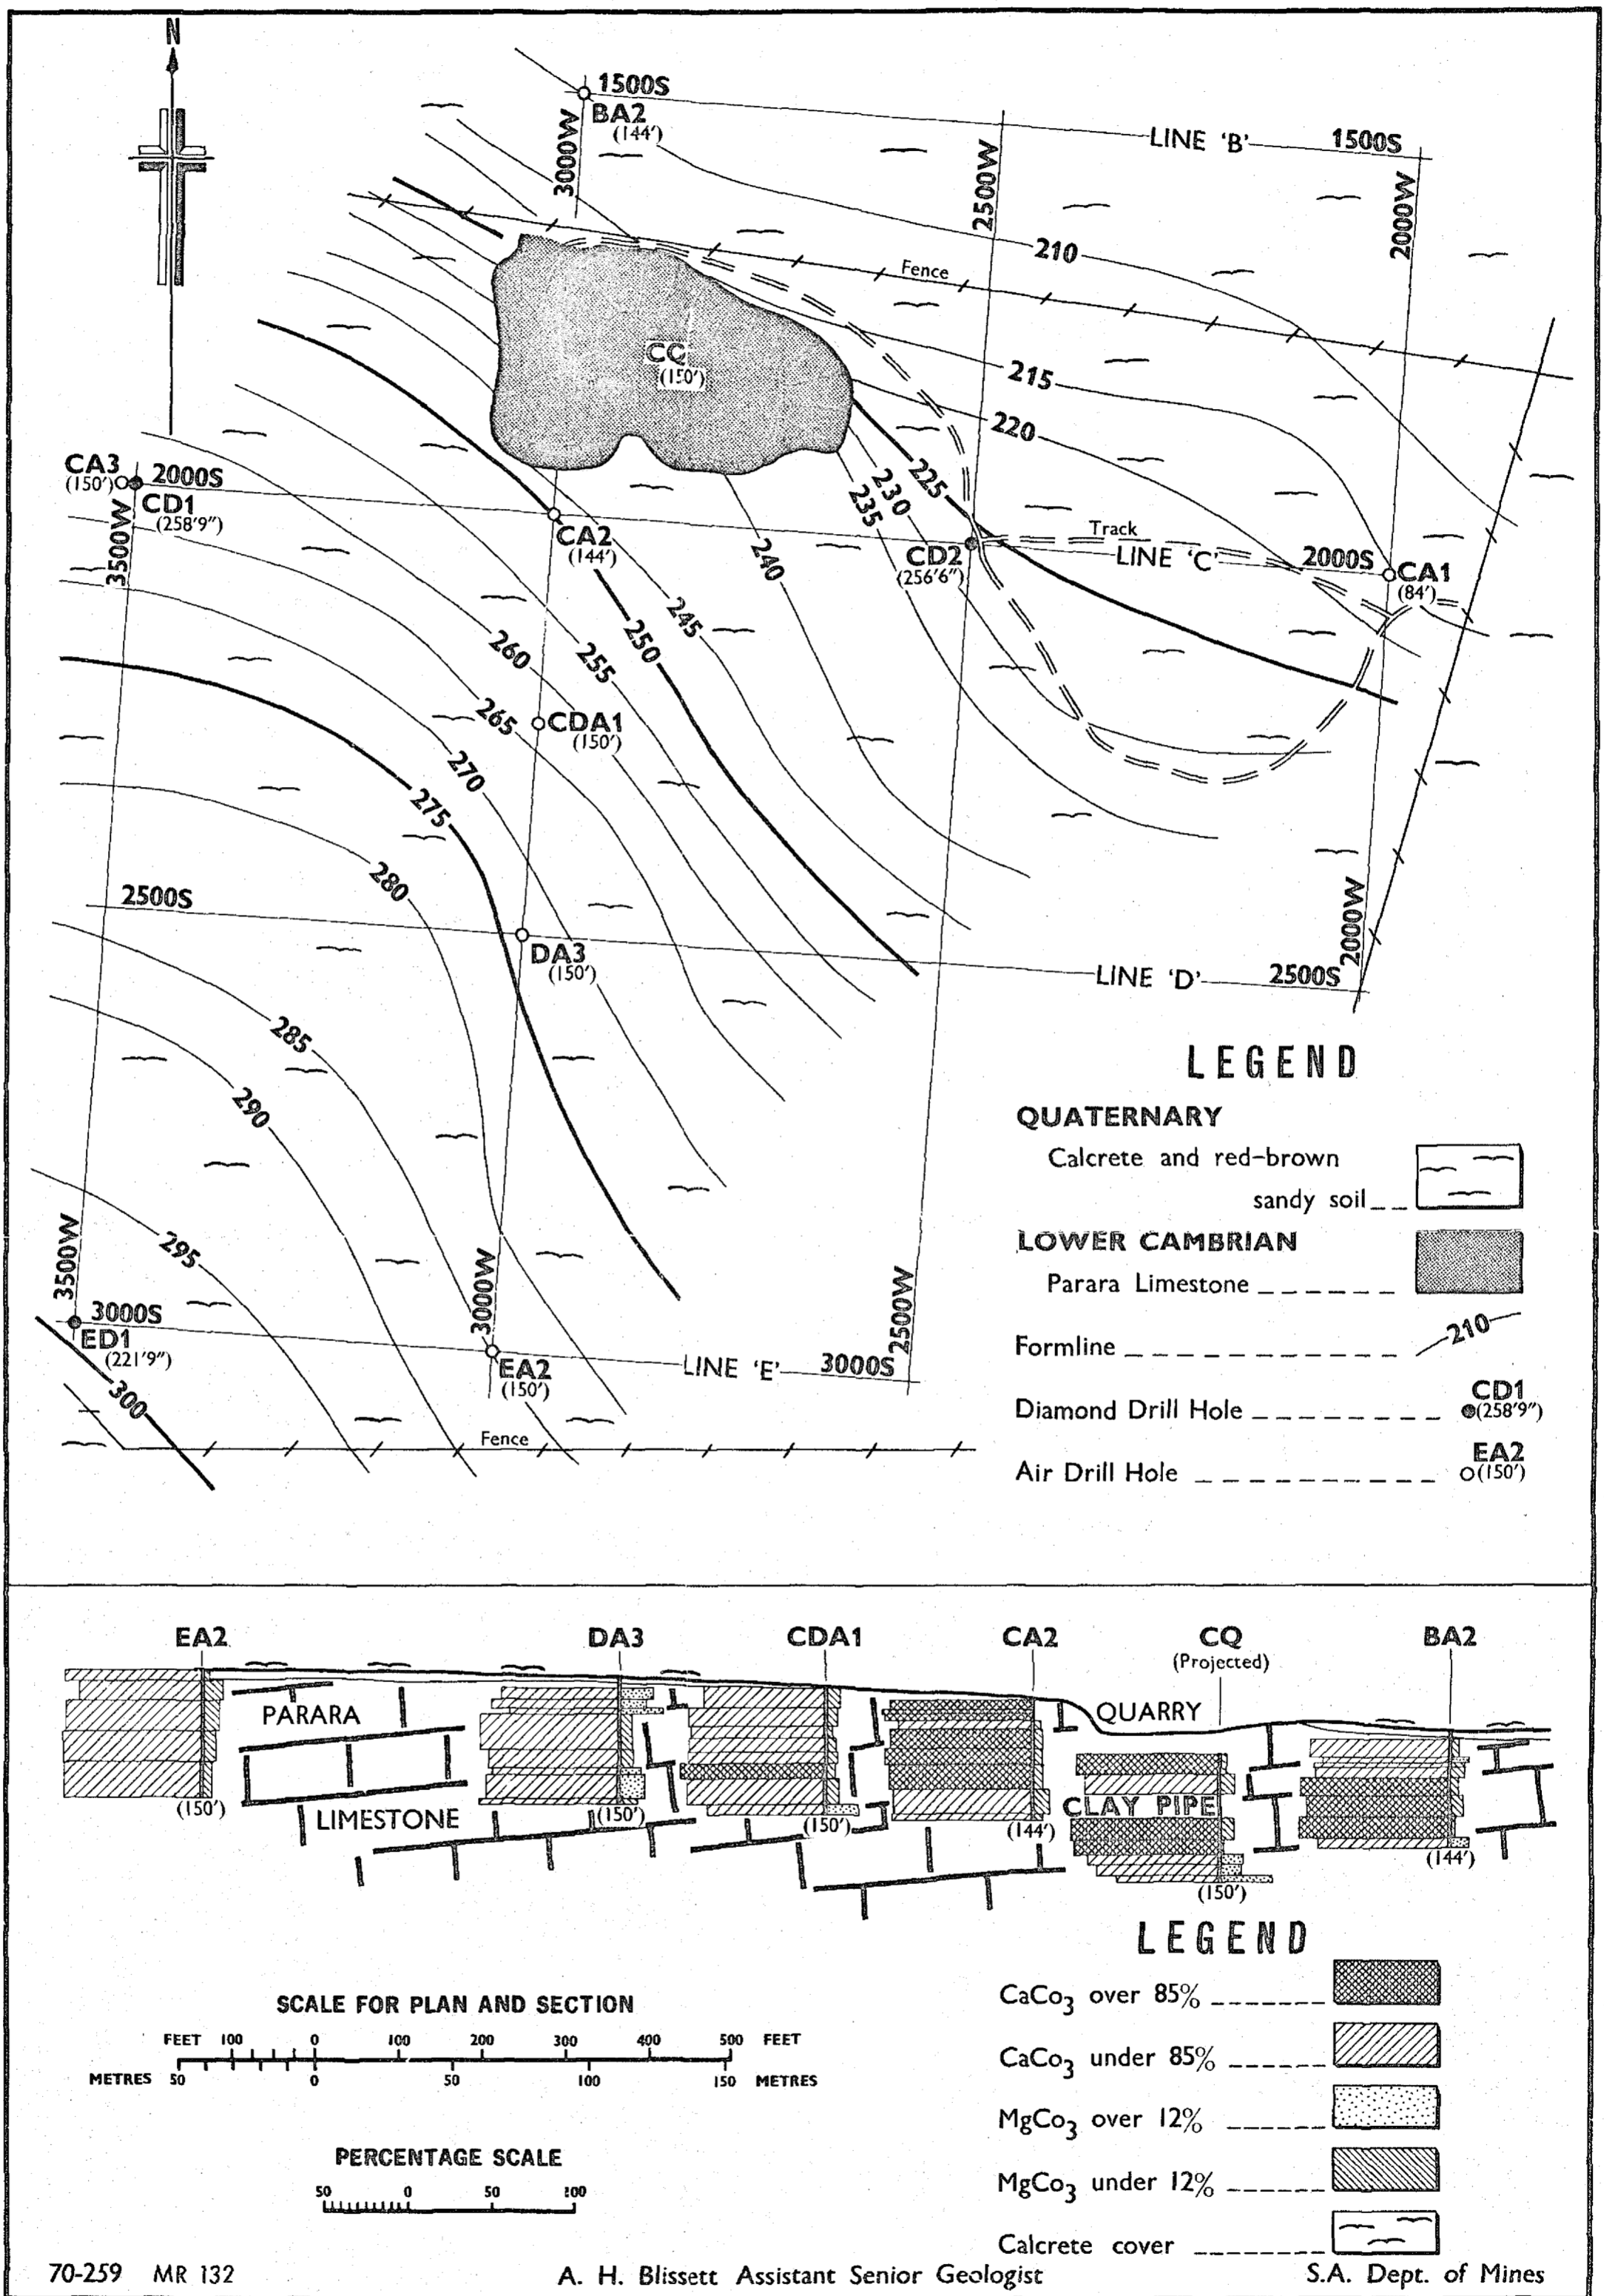 N
1500S
BA2
(144')
3000W
LINE 'B'
1500S
2500W
2000W
210
Fence
CQ
(150')
215
220
225
230
235
CA3
(150')
2000S
CD1
(258'9")
3500W
CA2
(144')
240
CD2
(256'6")
Track
LINE 'C'
2000S
CA1
(84')
245
250
255
260
265
CDA1
(150')
270
275
280
2500S
DA3
(150')
LINE 'D'
2500S
2000W
285
290
295
3500W
3000S
ED1
(221'9")
300
3000W
EA2
(150')
LINE 'E'
3000S
2500W
Fence
LEGEND
QUATERNARY
Calcrete and red-brown
sandy soil
LOWER CAMBRIAN
Parara Limestone
Formline
210
Diamond Drill Hole
CD1
(258'9")
Air Drill Hole
EA2
(150')
EA2
DA3
CDA1
CA2
CQ
(Projected)
BA2
PARARA
QUARRY
LIMESTONE
CLAY PIPE
(150')
(150')
(150')
(144')
(150')
(144')
LEGEND
CaCo3 over 85%
CaCo3 under 85%
MgCo3 over 12%
MgCo3 under 12%
Calcrete cover
SCALE FOR PLAN AND SECTION
FEET 100 0 100 200 300 400 500 FEET
METRES 50 0 50 100 150 METRES
PERCENTAGE SCALE
50 0 50 100
70-259 MR 132
A. H. Blissett Assistant Senior Geologist
S.A. Dept. of Mines